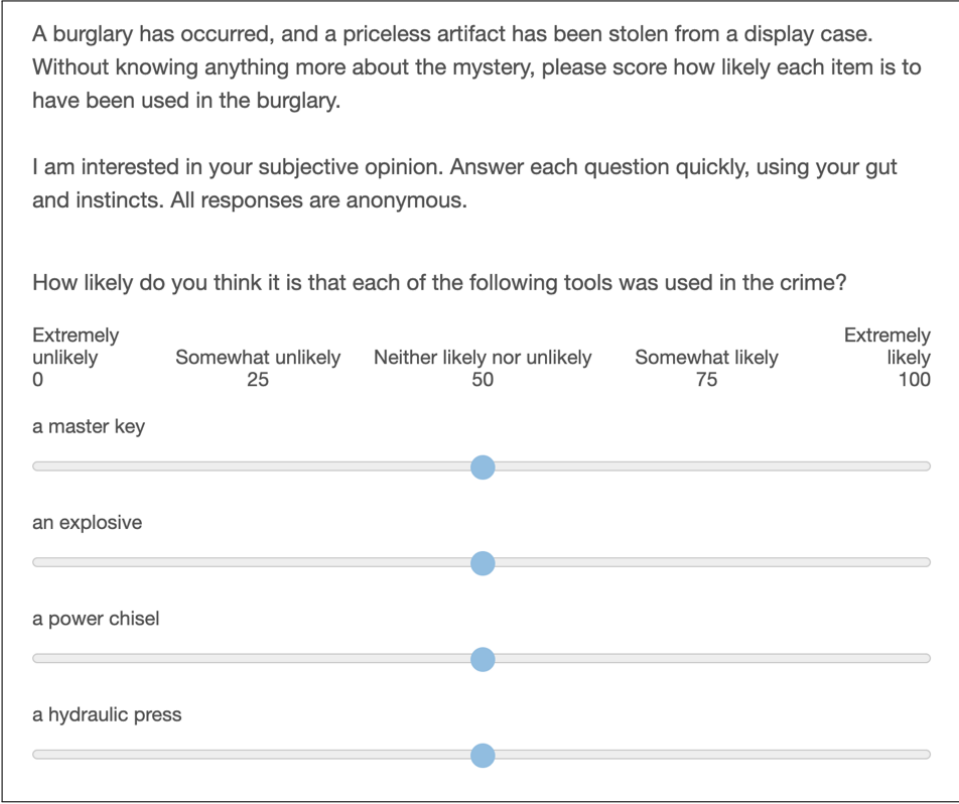 A burglary has occurred, and a priceless artifact has been stolen from a display case.
Without knowing anything more about the mystery, please score how likely each item is to
have been used in the burglary.
I am interested in your subjective opinion. Answer each question quickly, using your gut
and instincts. All responses are anonymous.
How likely do you think it is that each of the following tools was used in the crime?
Extremely Extremely
unlikely Somewhat unlikely Neither likely nor unlikely Somewhat likely likely
0 25 50 75 100
a master key
an explosive
a power chisel
a hydraulic press